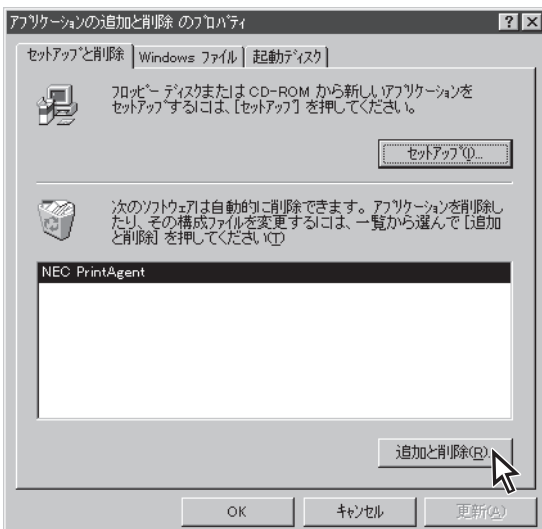 アプリケーションの追加と削除 のプロパティ
セットアップと削除
Windows ファイル
起動ディスク
フロッピー ディスクまたは CD-ROM から新しいアプリケーションを
セットアップするには、[セットアップ] を押してください。
セットアップ(I)...
次のソフトウェアは自動的に削除できます。アプリケーションを削除し
たり、その構成ファイルを変更するには、一覧から選んで [追加
と削除] を押してください(T)
NEC PrintAgent
追加と削除(R)...
OK
キャンセル
更新(A)